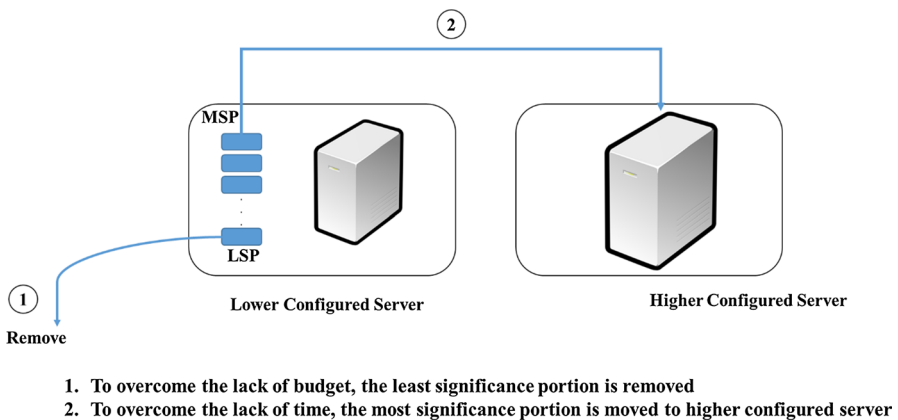 2
MSP
LSP
1
Lower Configured Server
Higher Configured Server
Remove
1. To overcome the lack of budget, the least significance portion is removed
2. To overcome the lack of time, the most significance portion is moved to higher configured server